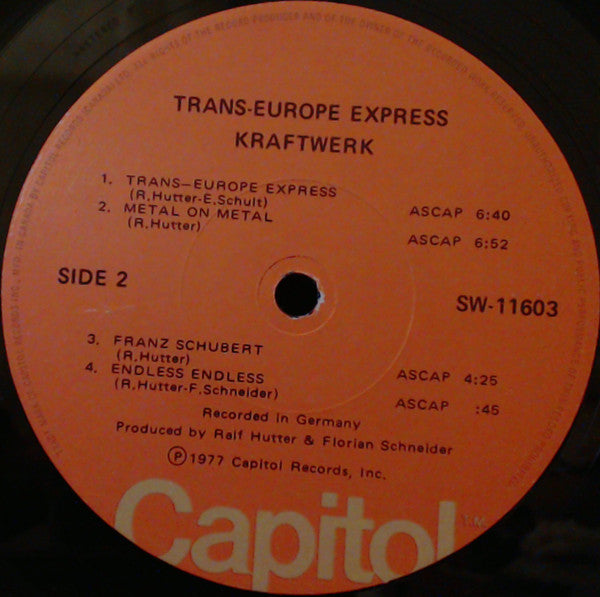 TRANS-EUROPE EXPRESS
KRAFTWERK
1. TRANS—EUROPE EXPRESS
(R,Hutter-E,Schult)
ASCAP 6:40
2. METAL ON METAL
(R,Hutter)
ASCAP 6:52
SIDE 2
SW-11603
3. FRANZ SCHUBERT
(R,Hutter)
ASCAP 4:25
4. ENDLESS ENDLESS
(R,Hutter-F,Schneider)
ASCAP :45
Recorded in Germany
Produced by Ralf Hutter & Florian Schneider
Ⓟ1977 Capitol Records, Inc.
Capitol T.M.